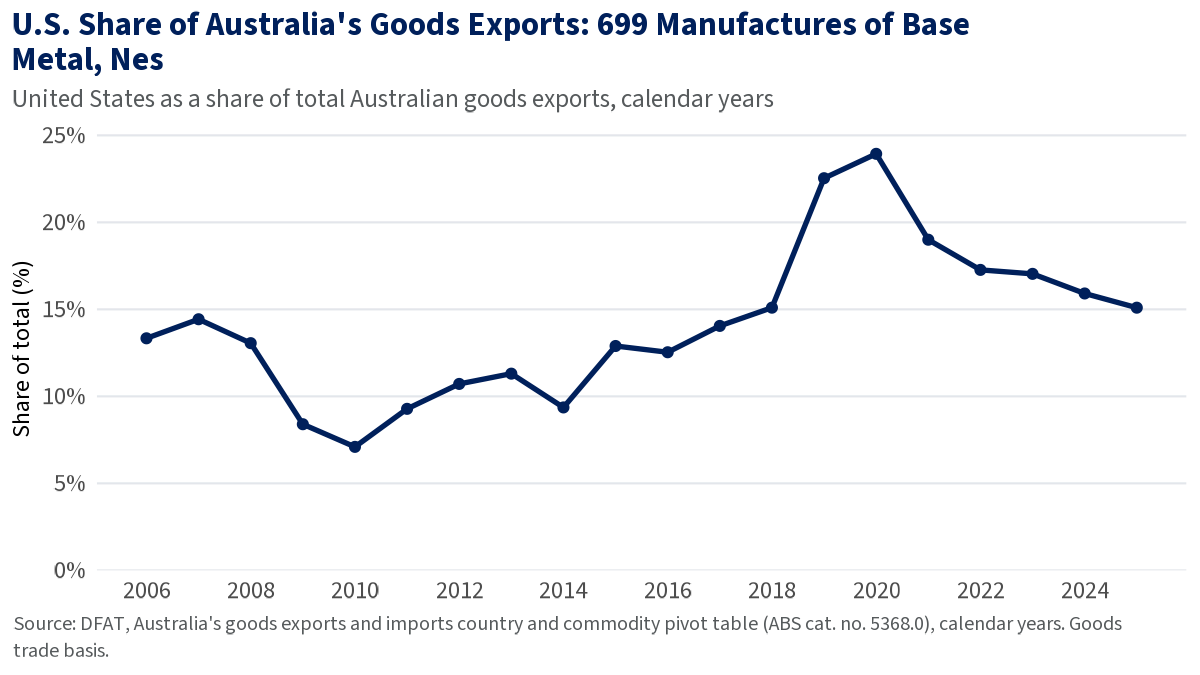 U.S. Share of Australia's Goods Exports: 699 Manufactures of Base
Metal, Nes
United States as a share of total Australian goods exports, calendar years
25%
20%
15%
10%
5%
0%
Share of total (%)
2006 2008 2010 2012 2014 2016 2018 2020 2022 2024
Source: DFAT, Australia's goods exports and imports country and commodity pivot table (ABS cat. no. 5368.0), calendar years. Goods
trade basis.